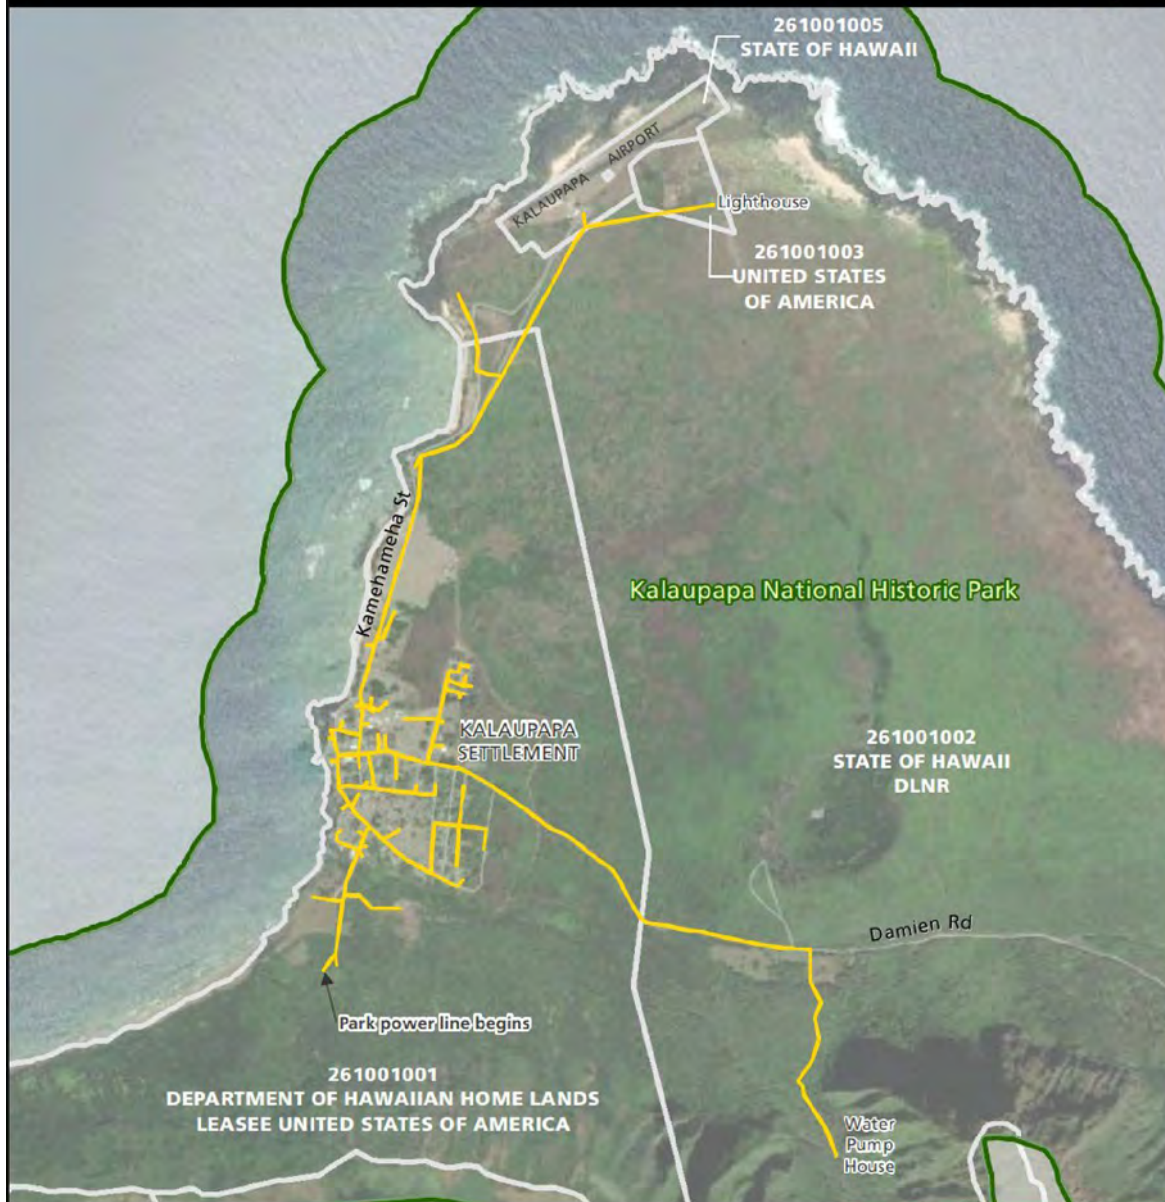 261001005
STATE OF HAWAII
KALAUPAPA AIRPORT
Lighthouse
261001003
UNITED STATES
OF AMERICA
Kamehameha St
Kalaupapa National Historic Park
KALAUPAPA
SETTLEMENT
261001002
STATE OF HAWAII
DLNR
Damien Rd
Park power line begins
261001001
DEPARTMENT OF HAWAIIAN HOME LANDS
LEASEE UNITED STATES OF AMERICA
Water
Pump
House